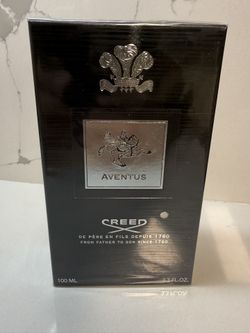 AVENTUS
CREED
DE PÈRE EN FILS DEPUIS 1760
FROM FATHER TO SON SINCE 1760
100 ML 3.3 FL.OZ.